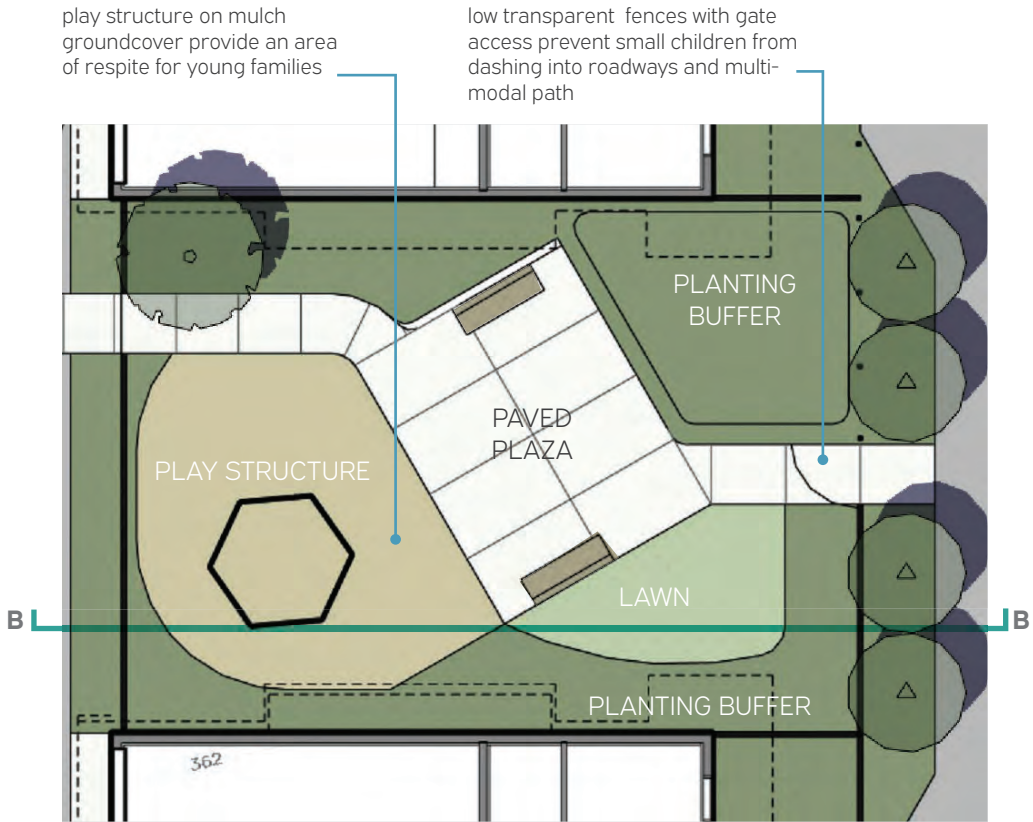 play structure on mulch
groundcover provide an area
of respite for young families
low transparent fences with gate
access prevent small children from
dashing into roadways and multi-
modal path
PLANTING
BUFFER
PAVED
PLAZA
PLAY STRUCTURE
LAWN
B
B
PLANTING BUFFER
362